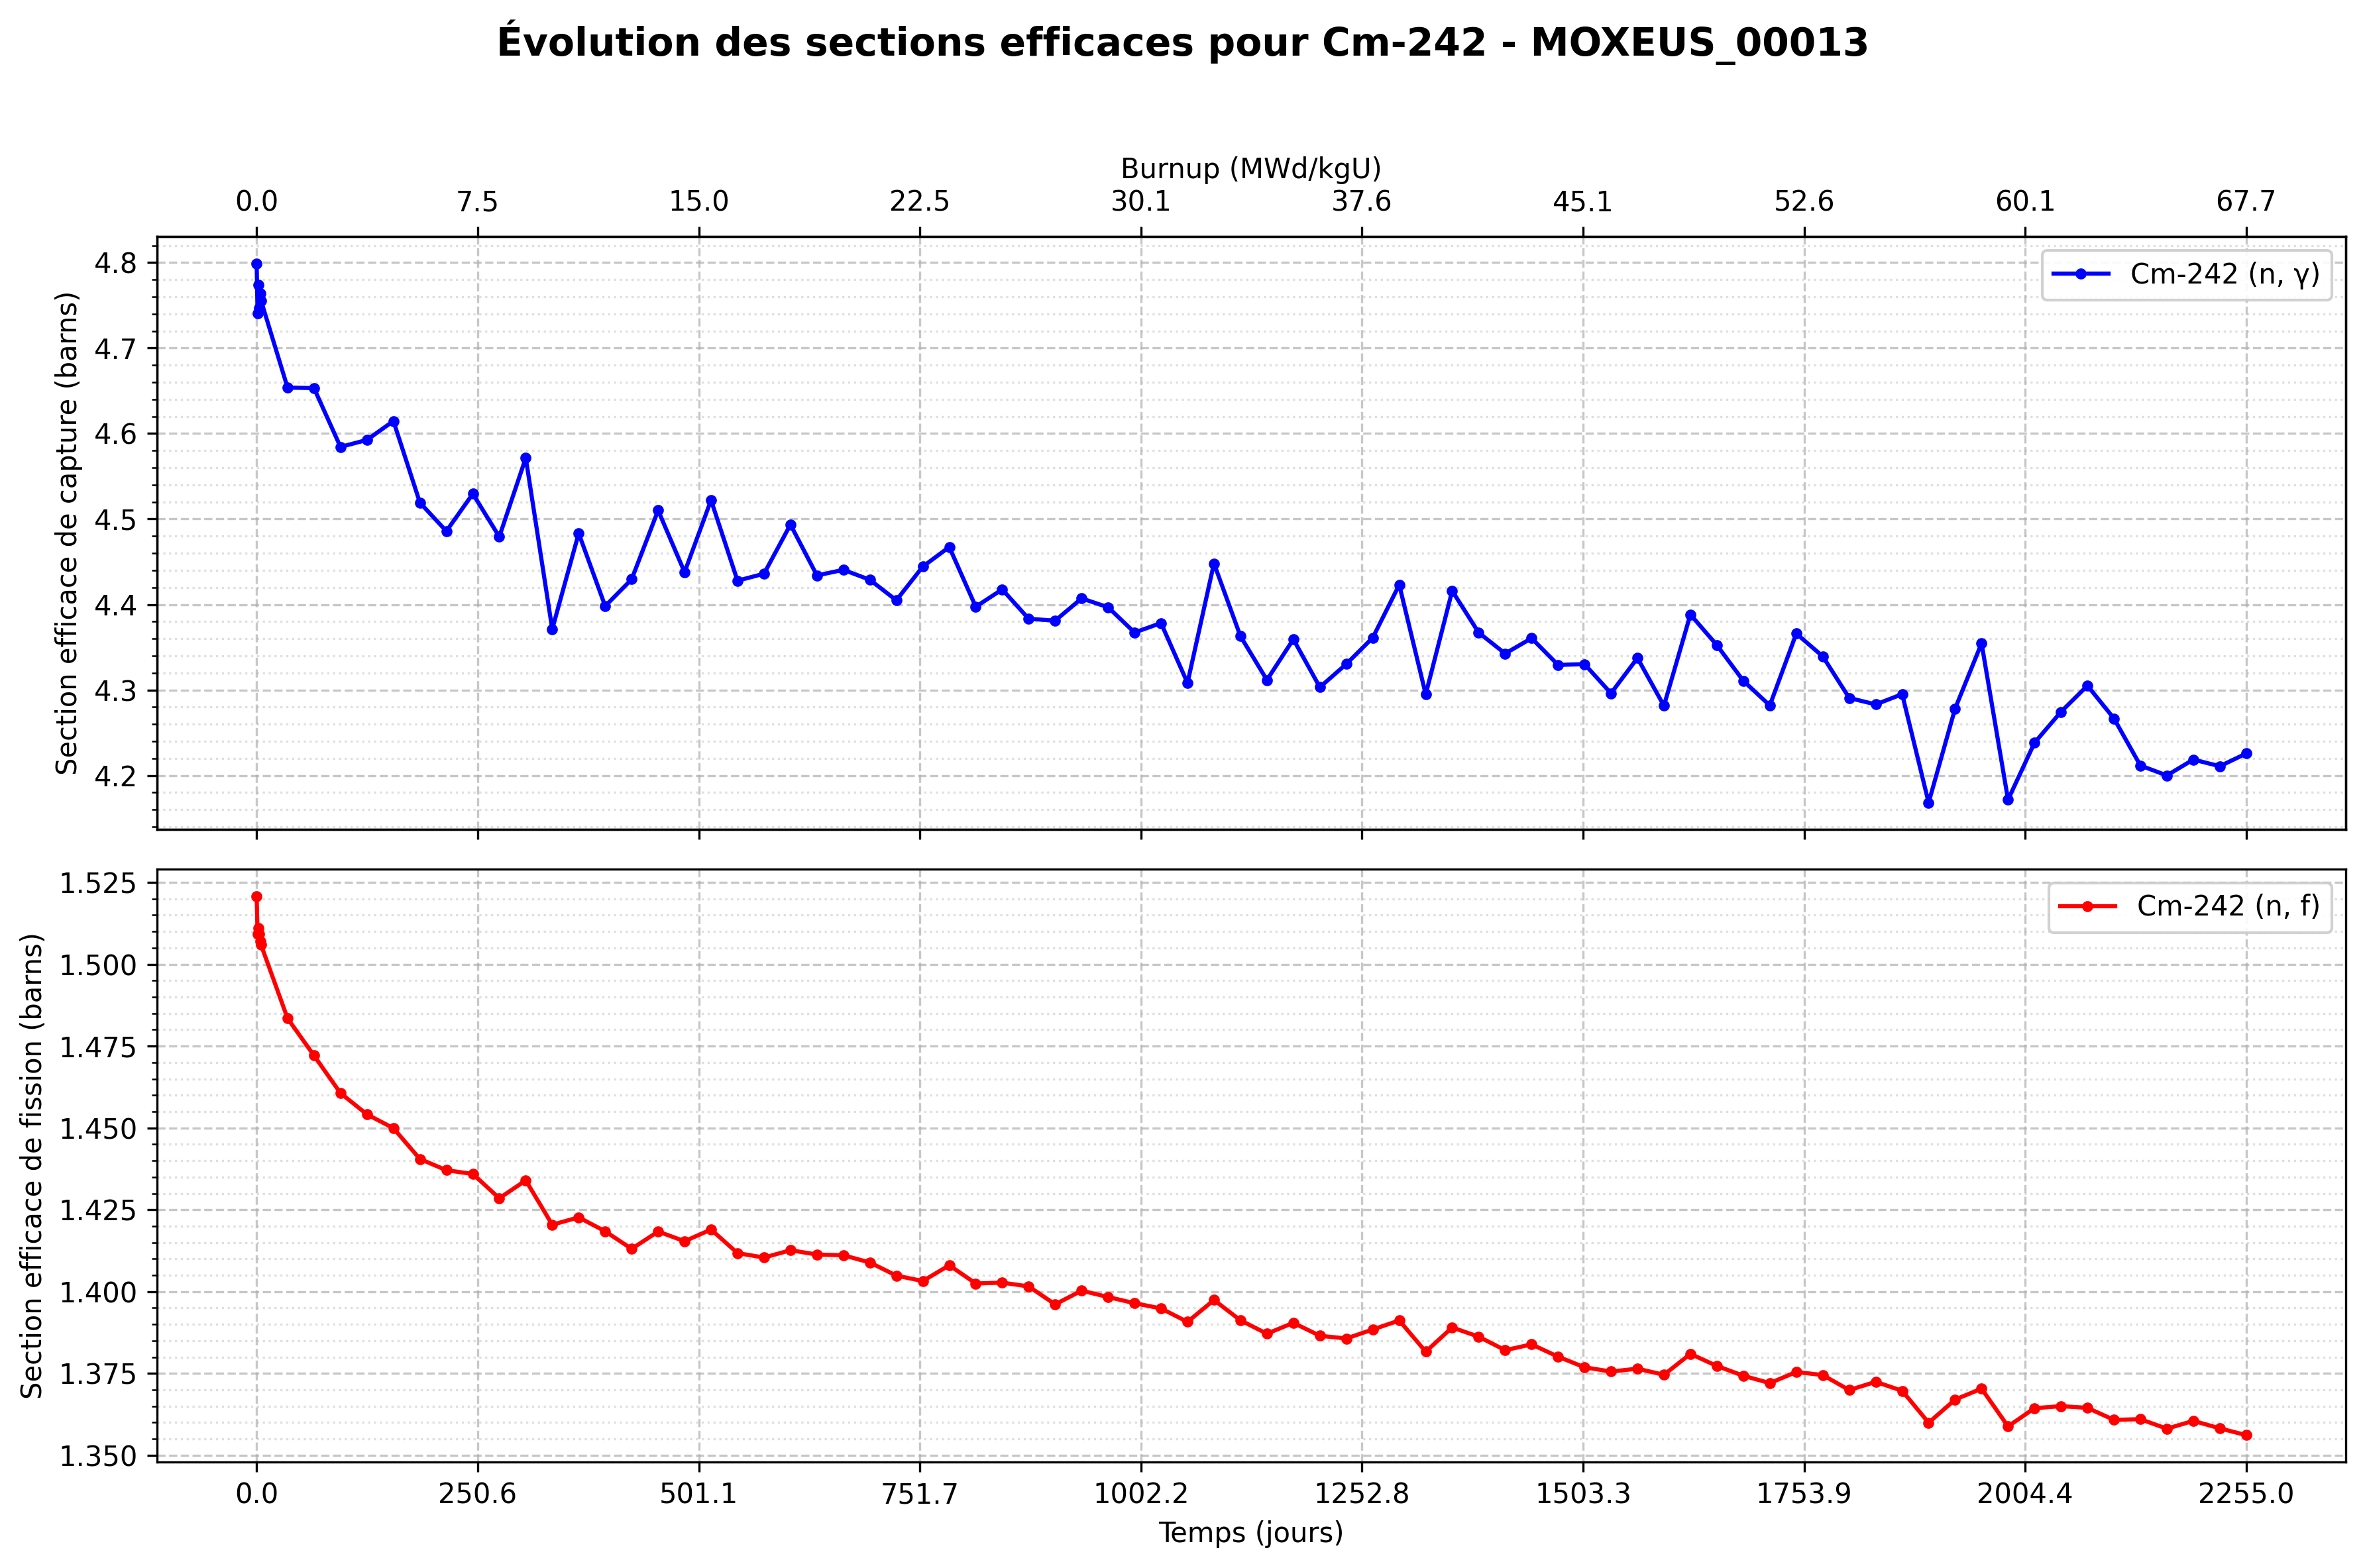 Évolution des sections efficaces pour Cm-242 - MOXEUS_00013
Burnup (MWd/kgU)
0.0 7.5 15.0 22.5 30.1 37.6 45.1 52.6 60.1 67.7
Section efficace de capture (barns)
4.8
4.7
4.6
4.5
4.4
4.3
4.2
Cm-242 (n, γ)
Section efficace de fission (barns)
1.525
1.500
1.475
1.450
1.425
1.400
1.375
1.350
Cm-242 (n, f)
0.0 250.6 501.1 751.7 1002.2 1252.8 1503.3 1753.9 2004.4 2255.0
Temps (jours)